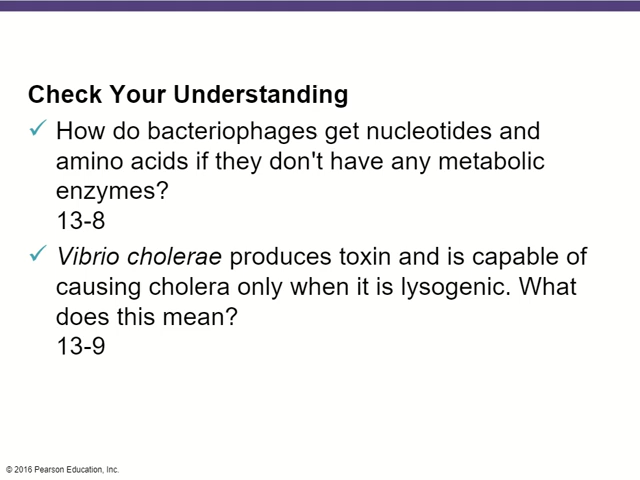 Check Your Understanding
✓ How do bacteriophages get nucleotides and
amino acids if they don't have any metabolic
enzymes?
13-8
✓ Vibrio cholerae produces toxin and is capable of
causing cholera only when it is lysogenic. What
does this mean?
13-9
© 2016 Pearson Education, Inc.